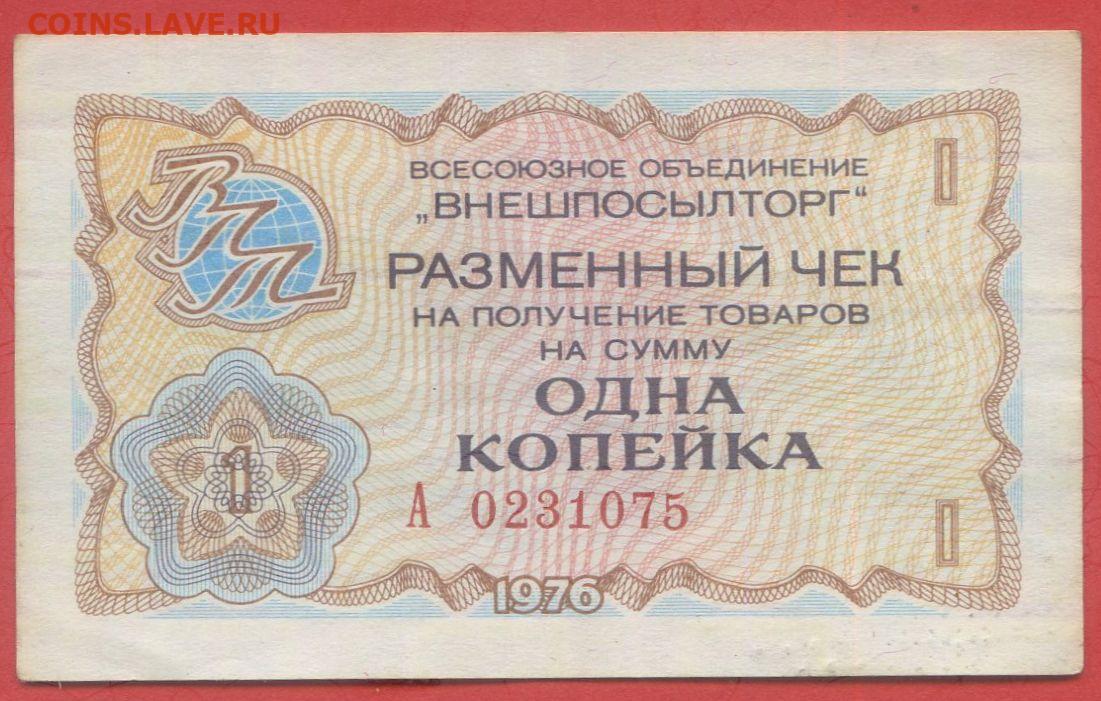 COINS.LAVE.RU
ВПТ
ВСЕСОЮЗНОЕ ОБЪЕДИНЕНИЕ
„ВНЕШПОСЫЛТОРГ“
РАЗМЕННЫЙ ЧЕК
НА ПОЛУЧЕНИЕ ТОВАРОВ
НА СУММУ
ОДНА
КОПЕЙКА
1
А 0231075
1976
1
1